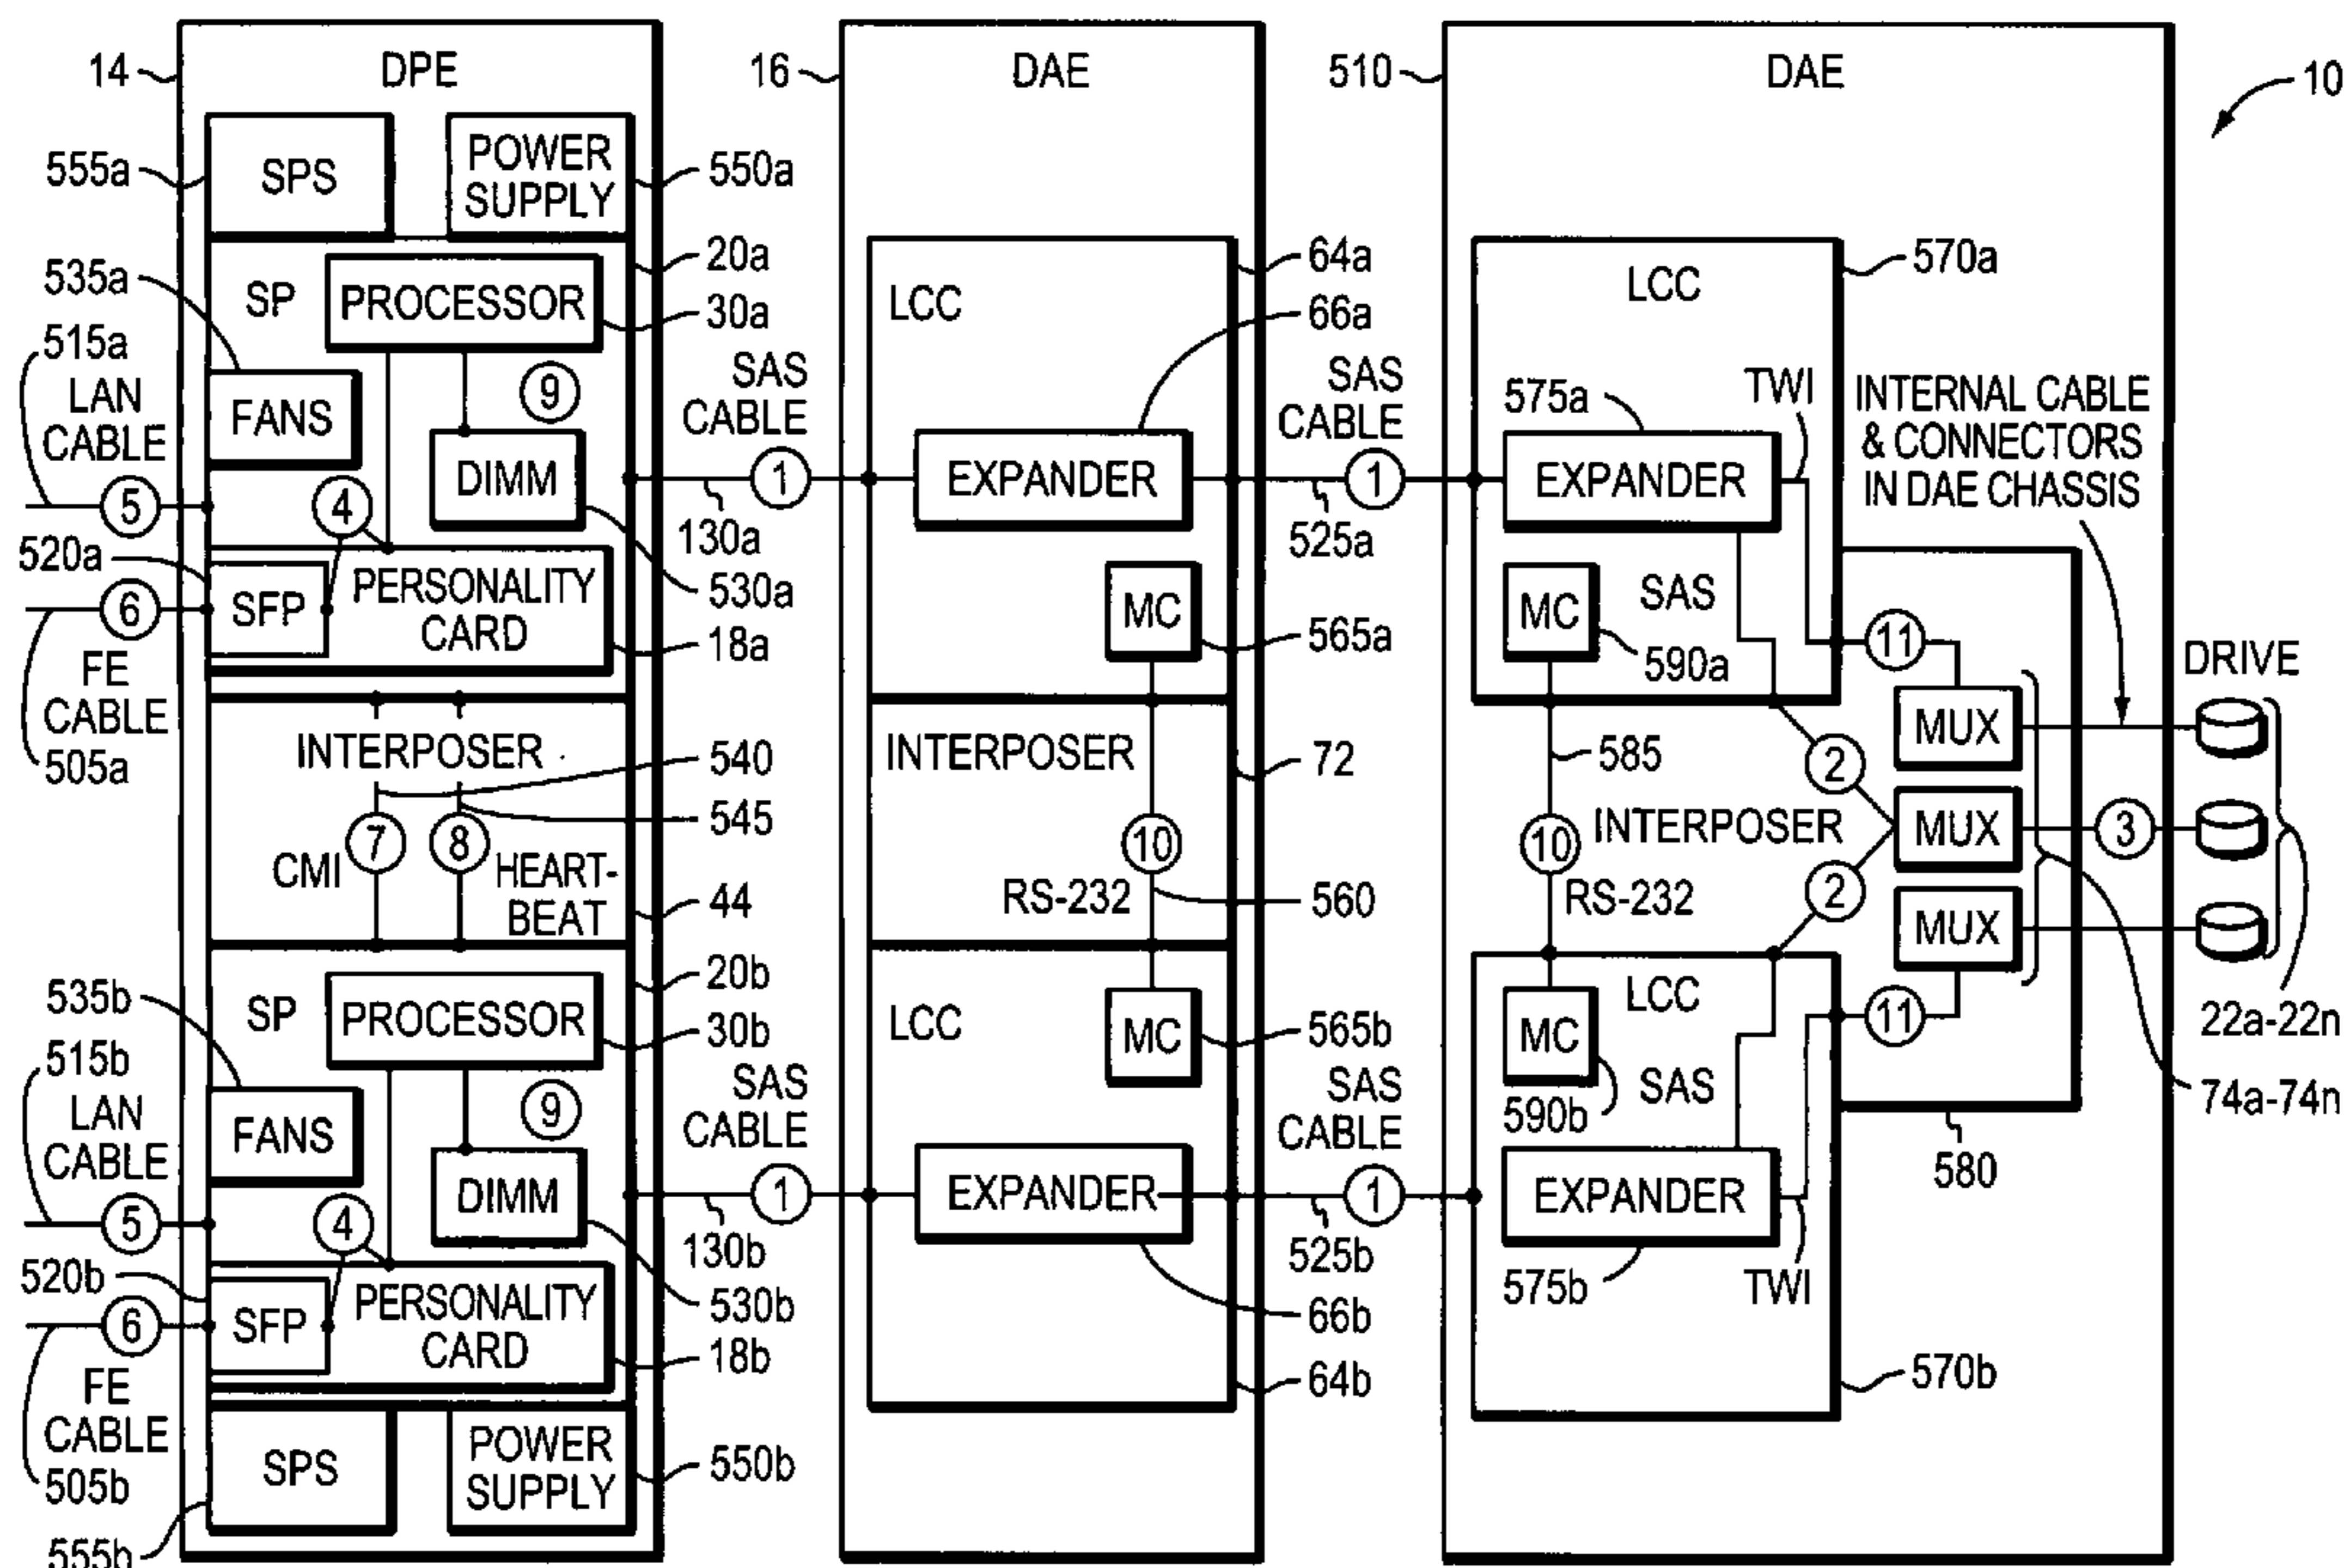 14
DPE
16
DAE
510
DAE
10
555a
SPS
POWER
SUPPLY
550a
535a
SP
PROCESSOR
20a
30a
515a
LAN
CABLE
FANS
9
DIMM
5
4
520a
6
SFP
PERSONALITY
CARD
530a
18a
FE
CABLE
505a
SAS
CABLE
1
130a
LCC
64a
66a
EXPANDER
MC
565a
SAS
CABLE
1
525a
LCC
570a
575a
TWI
EXPANDER
INTERNAL CABLE
& CONNECTORS
IN DAE CHASSIS
MC
SAS
590a
11
DRIVE
MUX
INTERPOSER
540
545
7
8
CMI
HEART-
BEAT
44
INTERPOSER
72
10
RS-232
560
585
10
INTERPOSER
RS-232
2
2
MUX
3
MUX
22a-22n
74a-74n
11
580
535b
SP
PROCESSOR
20b
30b
515b
LAN
CABLE
FANS
9
DIMM
5
4
520b
6
SFP
PERSONALITY
CARD
530b
18b
FE
CABLE
505b
SPS
POWER
SUPPLY
550b
555b
SAS
CABLE
1
130b
LCC
MC
565b
EXPANDER
66b
64b
SAS
CABLE
1
525b
LCC
MC
SAS
590b
EXPANDER
575b
TWI
570b